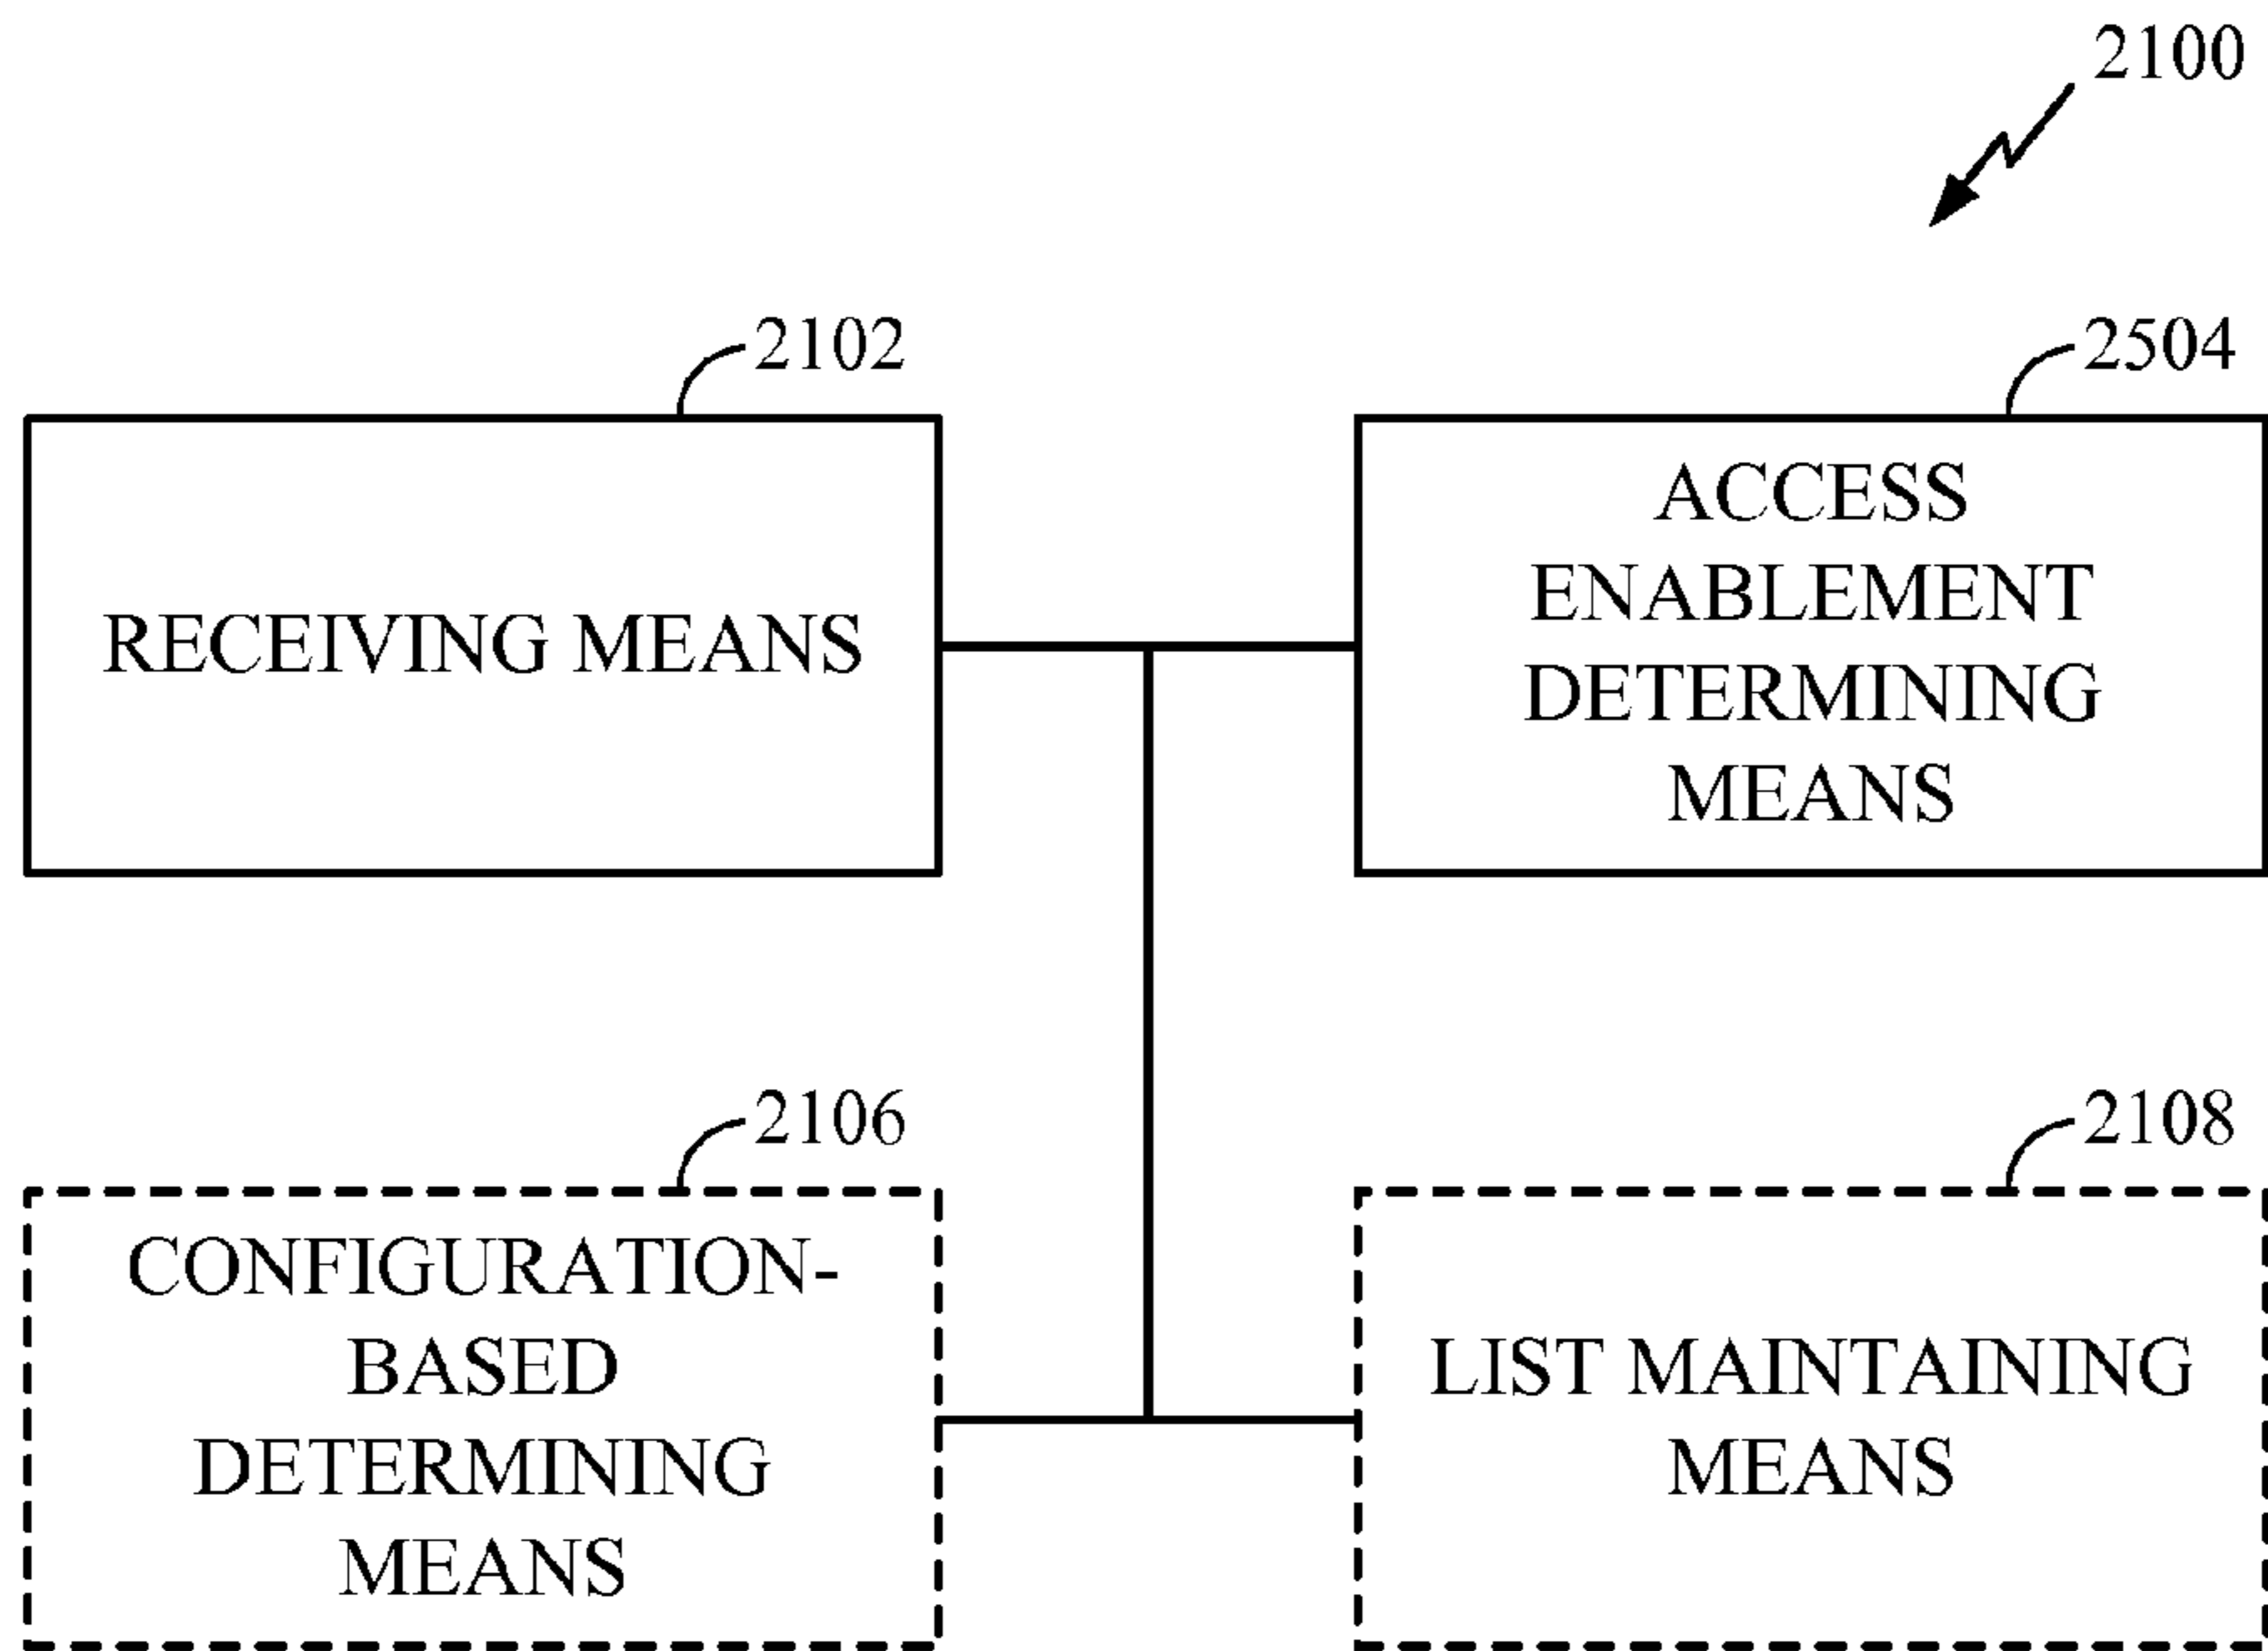 2100
2102
2504
RECEIVING MEANS
ACCESS
ENABLEMENT
DETERMINING
MEANS
2106
2108
CONFIGURATION-
BASED
DETERMINING
MEANS
LIST MAINTAINING
MEANS